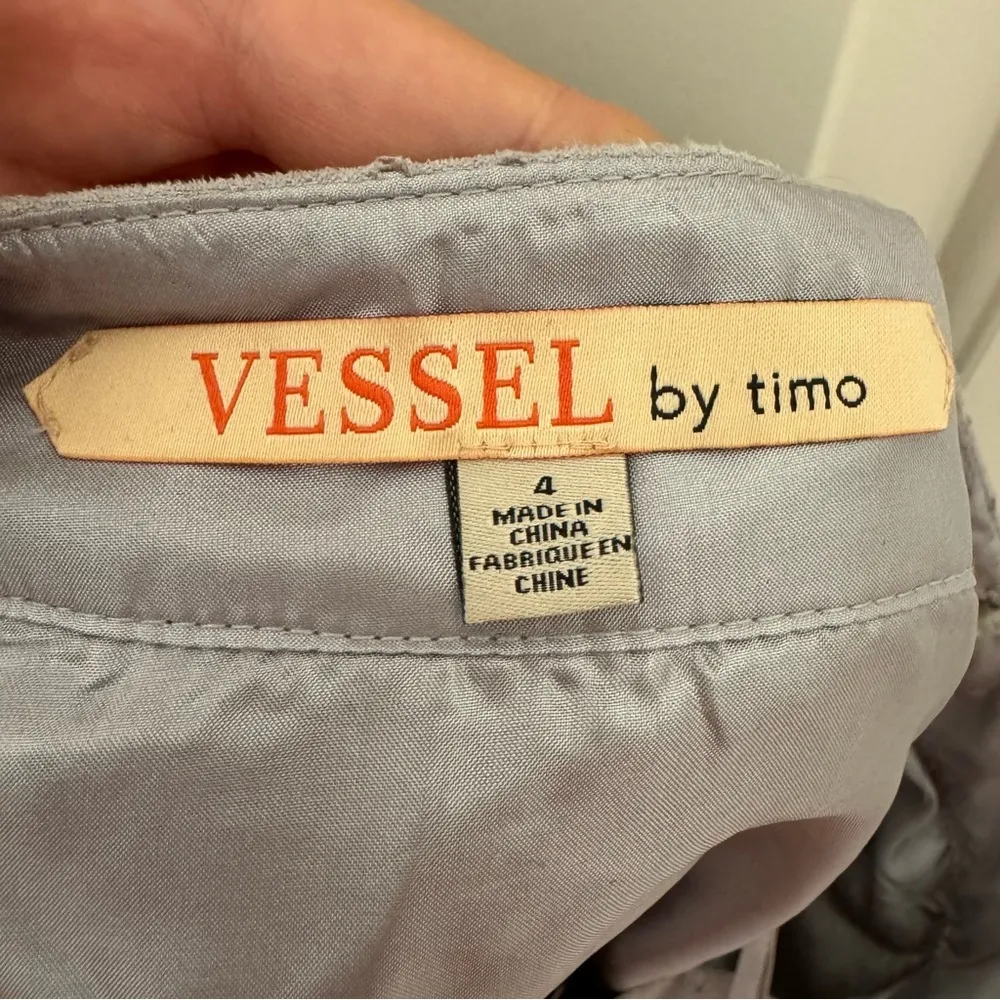 VESSEL by timo
4
MADE IN
CHINA
FABRIQUE EN
CHINE